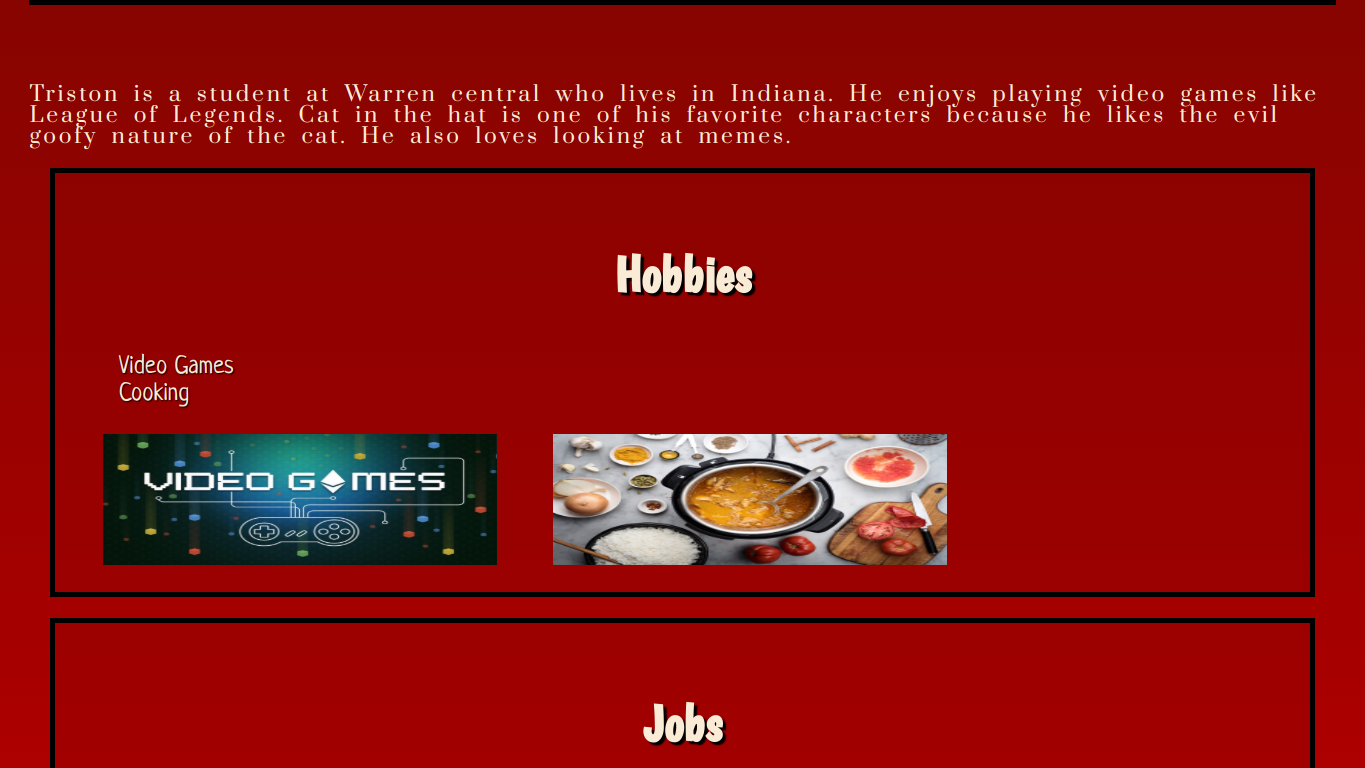 Triston is a student at Warren central who lives in Indiana. He enjoys playing video games like
League of Legends. Cat in the hat is one of his favorite characters because he likes the evil
goofy nature of the cat. He also loves looking at memes.
Hobbies
Video Games
Cooking
VIDEO GAMES
Jobs